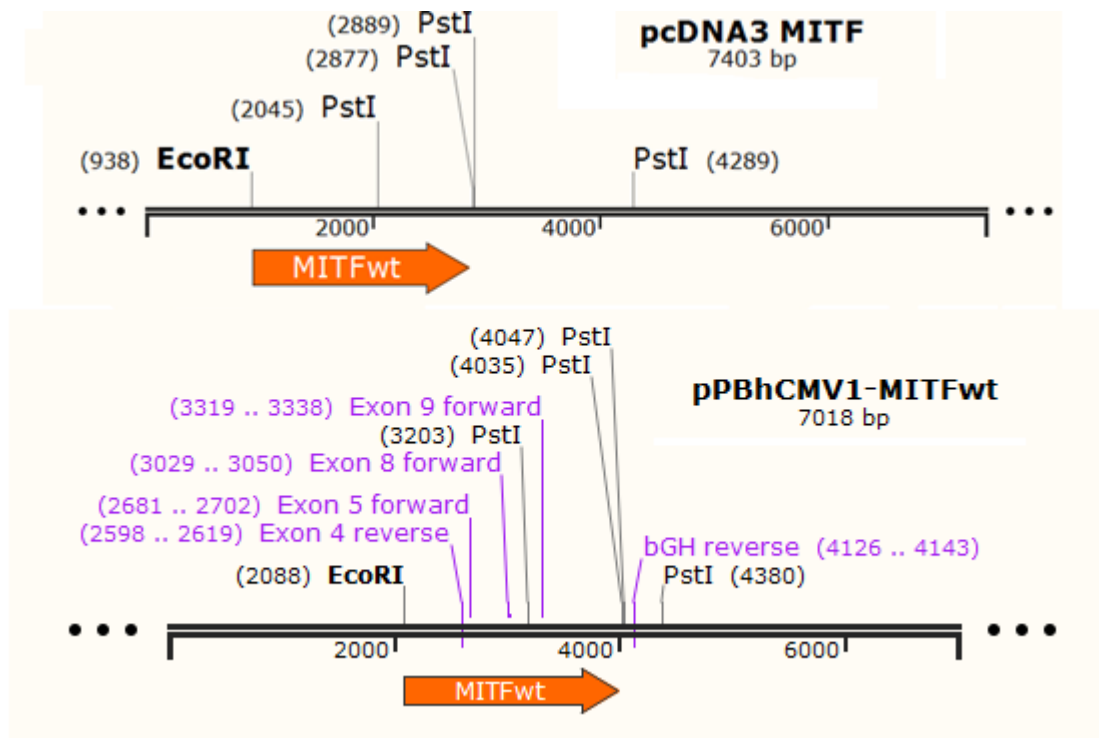 (2889) PstI
pcDNA3 MITF
7403 bp
(2877) PstI
(2045) PstI
(938) EcoRI
PstI (4289)
2000
4000
6000
MITFwt
(4047) PstI
(4035) PstI
pPBhCMV1-MITFwt
7018 bp
(3319 .. 3338) Exon 9 forward
(3203) PstI
(3029 .. 3050) Exon 8 forward
(2681 .. 2702) Exon 5 forward
(2598 .. 2619) Exon 4 reverse
bGH reverse (4126 .. 4143)
(2088) EcoRI
PstI (4380)
2000
4000
6000
MITFwt